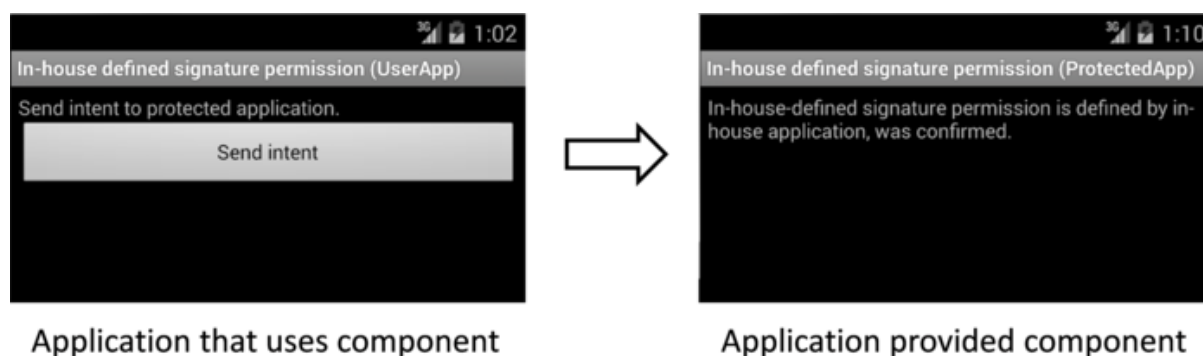 3G 1:02
In-house defined signature permission (UserApp)
Send intent to protected application.
Send intent
Application that uses component
3G 1:10
In-house defined signature permission (ProtectedApp)
In-house-defined signature permission is defined by in-
house application, was confirmed.
Application provided component